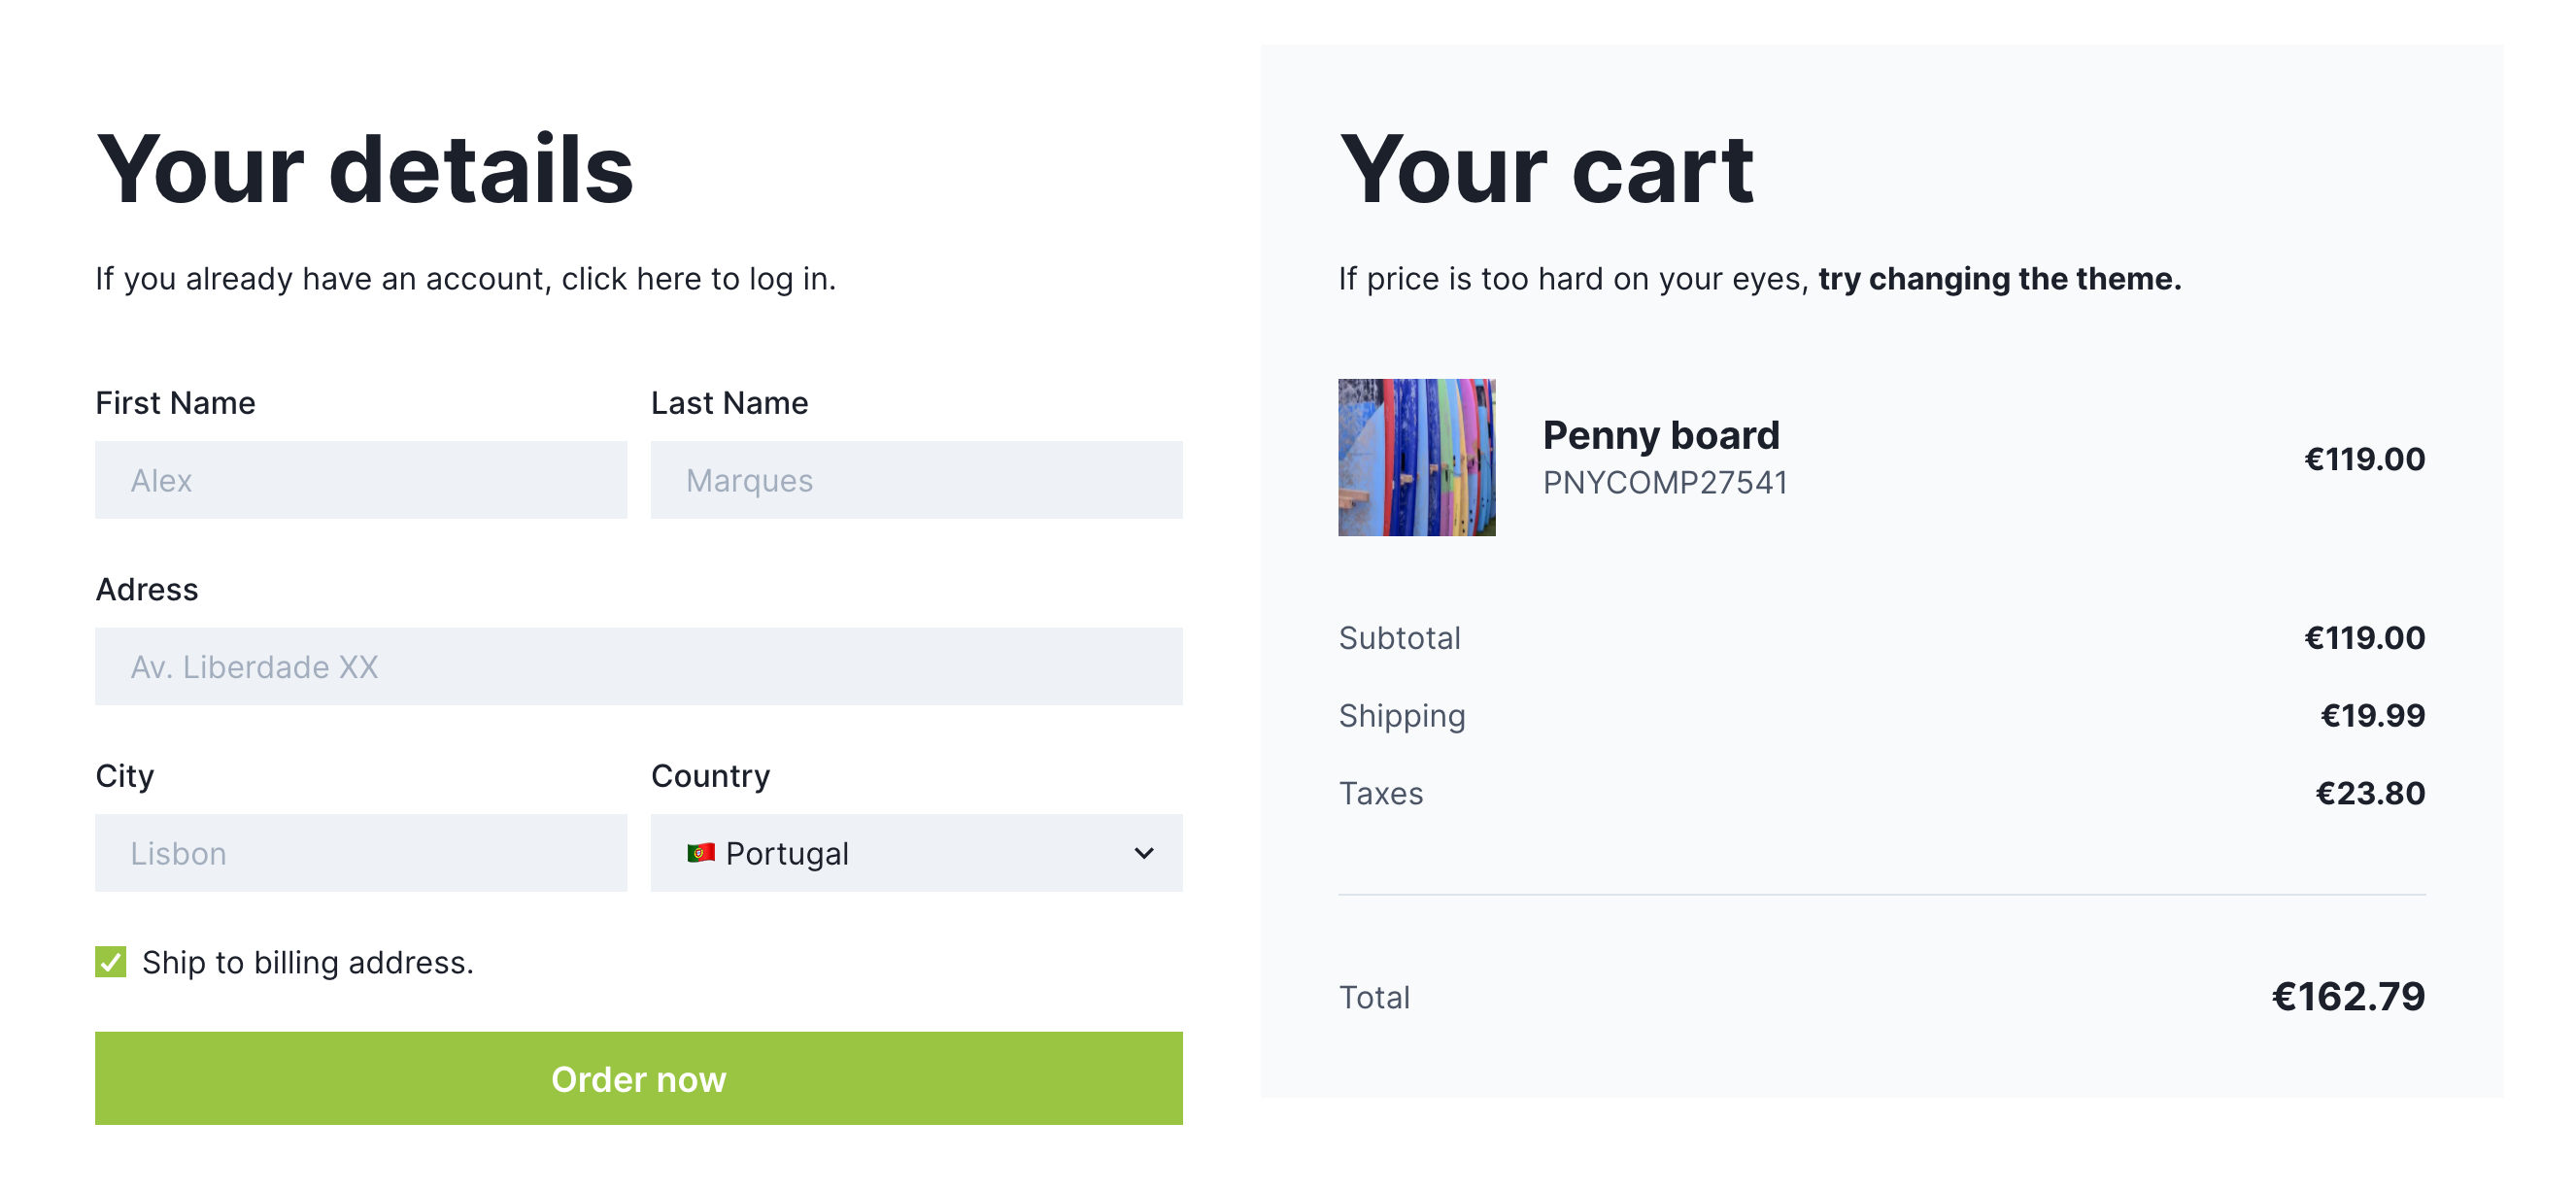 Your details
If you already have an account, click here to log in.
First Name
Last Name
Alex
Marques
Adress
Av. Liberdade XX
City
Country
Lisbon
Portugal
Ship to billing address.
Order now
Your cart
If price is too hard on your eyes, try changing the theme.
Penny board
PNYCOMP27541
€119.00
Subtotal
€119.00
Shipping
€19.99
Taxes
€23.80
Total
€162.79